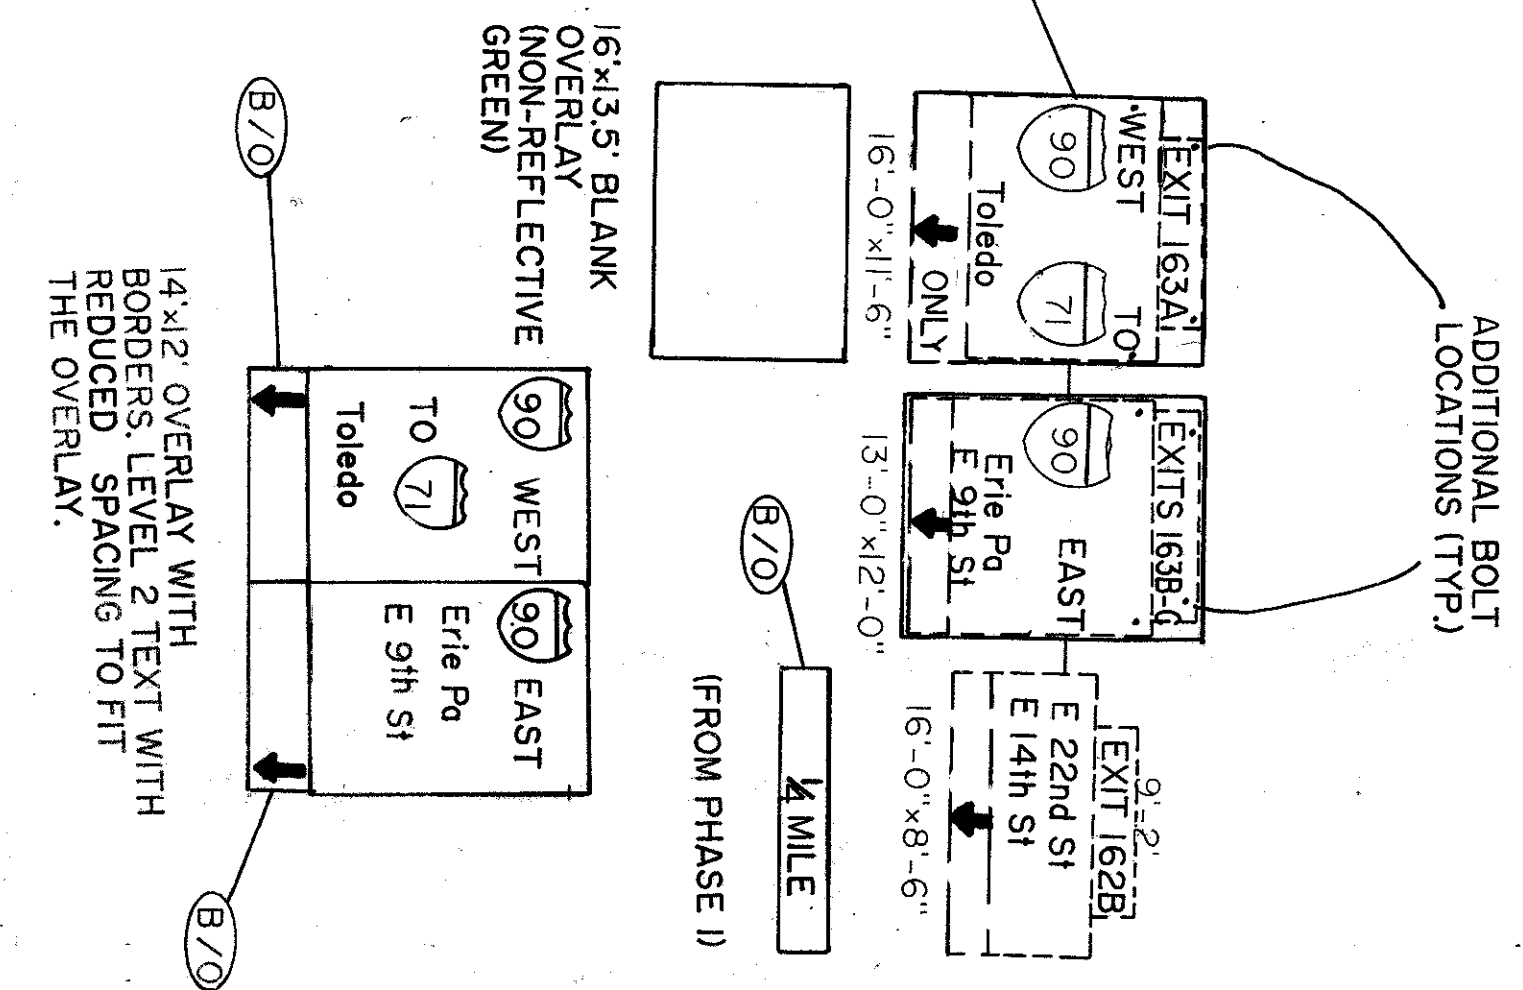 ADDITIONAL BOLT
LOCATIONS (TYP.)
EXIT 163A
WEST TO
90 71
Toledo
ONLY
16'-0"x11'-6"
EXITS 163B-G
90 EAST
Erie Pa
E 9th St
13'-0"x12'-0"
9'-2'
EXIT 162B
E 22nd St
E 14th St
16'-0"x8'-6"
16'x13.5' BLANK
OVERLAY
(NON-REFLECTIVE
GREEN)
B/O
1/4 MILE
(FROM PHASE 1)
90 WEST
TO 71
Toledo
90 EAST
Erie Pa
E 9th St
B/O
B/O
14'x12' OVERLAY WITH
BORDERS. LEVEL 2 TEXT WITH
REDUCED SPACING TO FIT
THE OVERLAY.